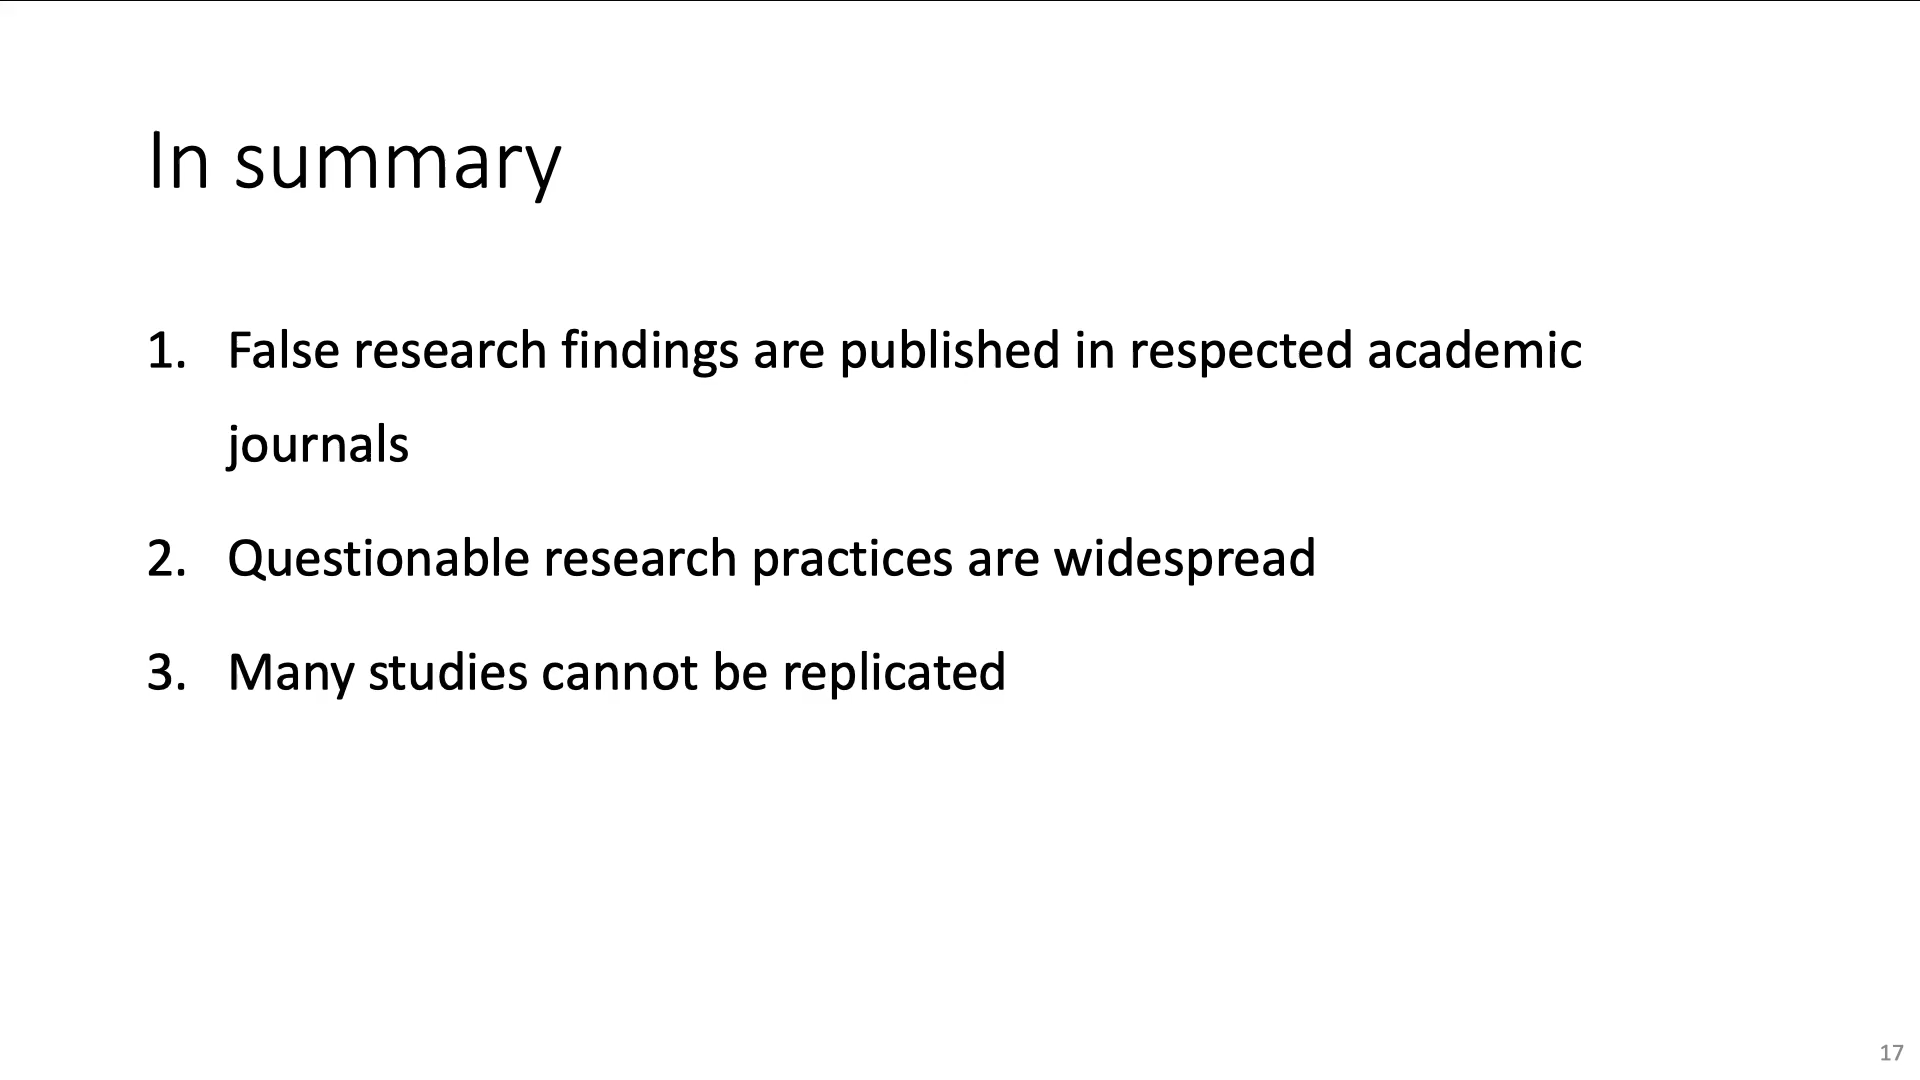 In summary
1. False research findings are published in respected academic
journals
2. Questionable research practices are widespread
3. Many studies cannot be replicated
17